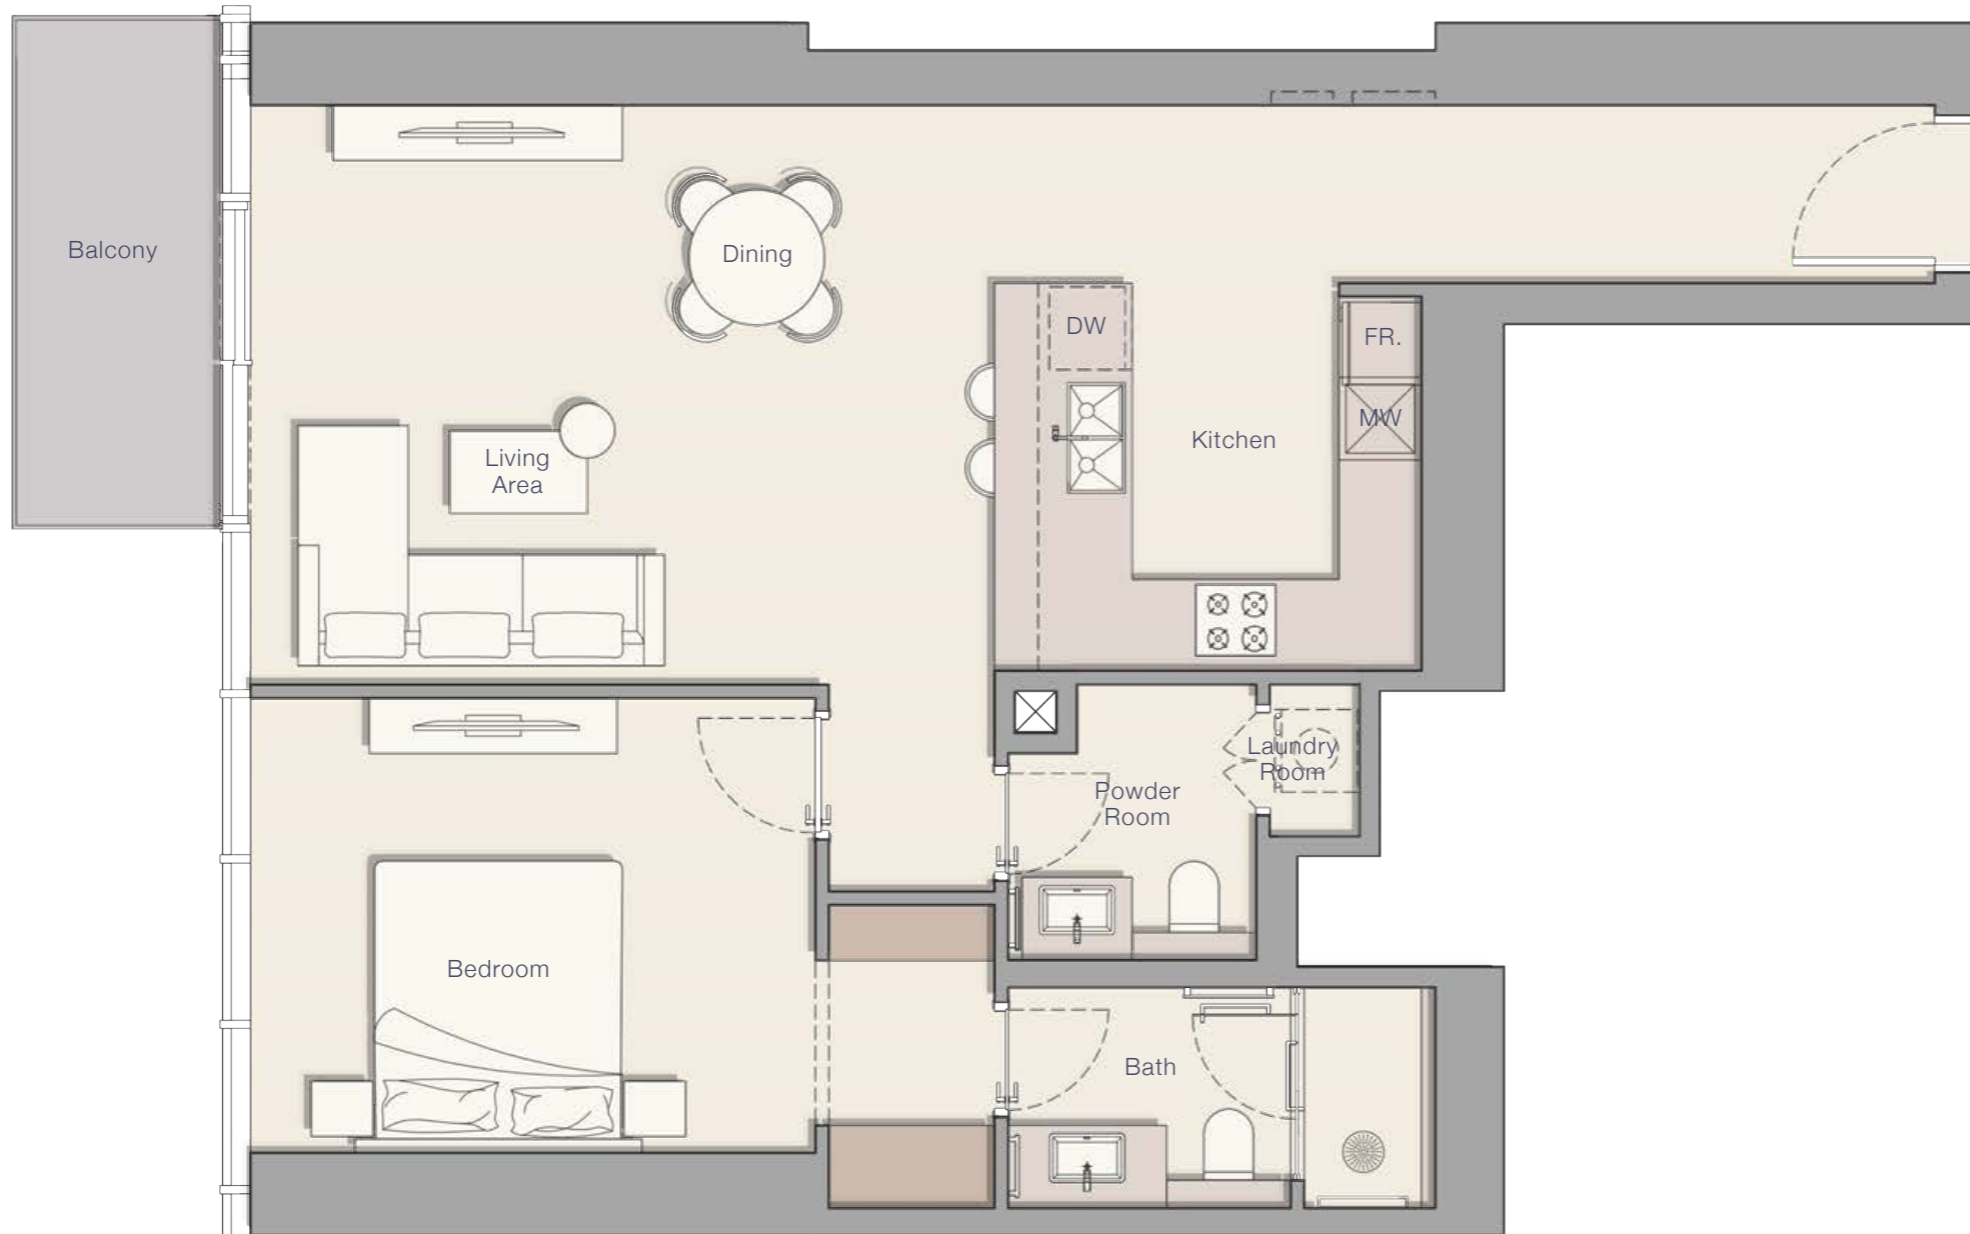 Balcony
Dining
DW
FR.
MW
Kitchen
Living
Area
Laundry
Room
Powder
Room
Bedroom
Bath